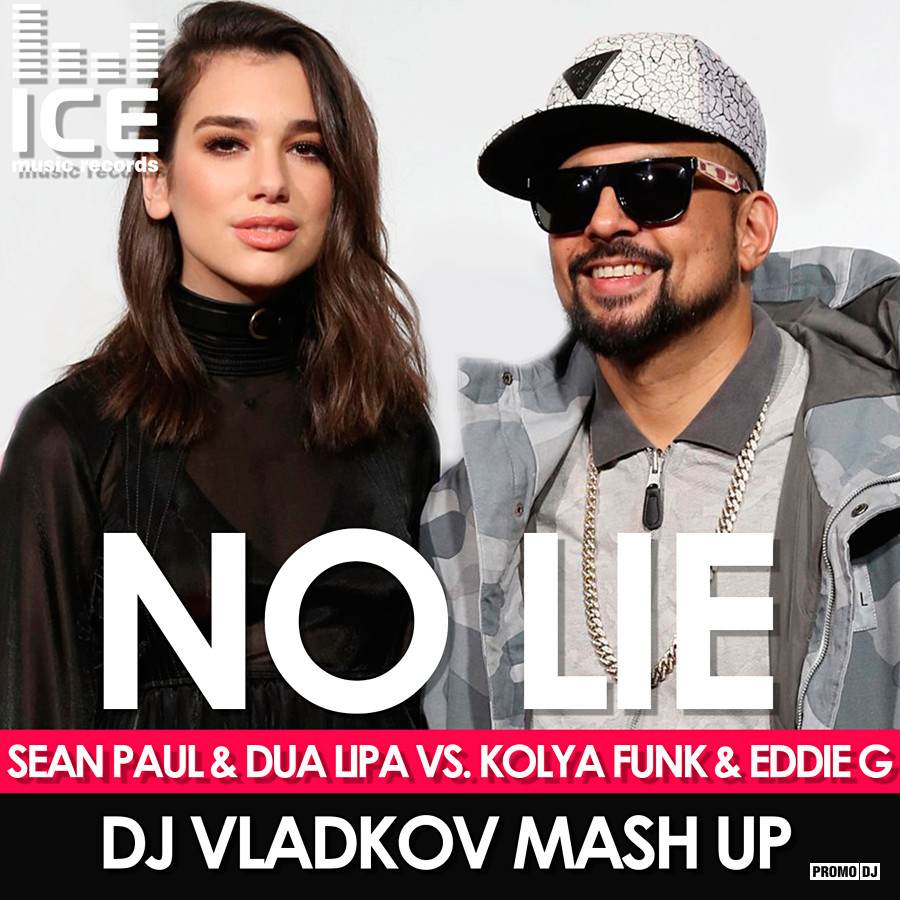 ICE
music records
NO LIE
SEAN PAUL & DUA LIPA VS. KOLYA FUNK & EDDIE G
DJ VLADKOV MASH UP
PROMO DJ